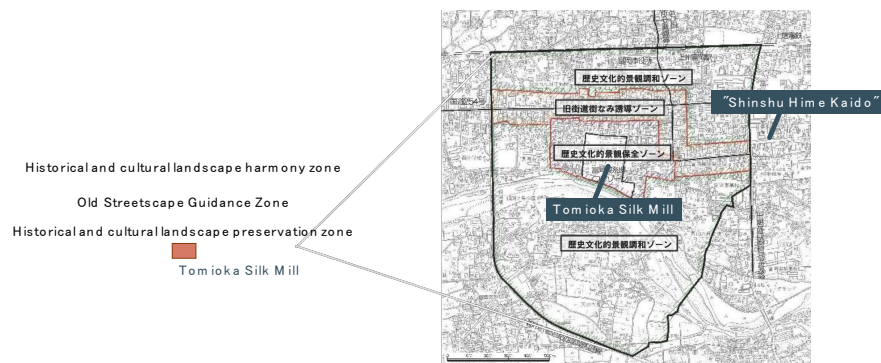 歴史文化的景観調和ゾーン
"Shinshu Hime Kaido"
旧街道街なみ誘導ゾーン
歴史文化的景観保全ゾーン
Historical and cultural landscape harmony zone
Old Streetscape Guidance Zone
Tomioka Silk Mill
Historical and cultural landscape preservation zone
歴史文化的景観調和ゾーン
Tomioka Silk Mill